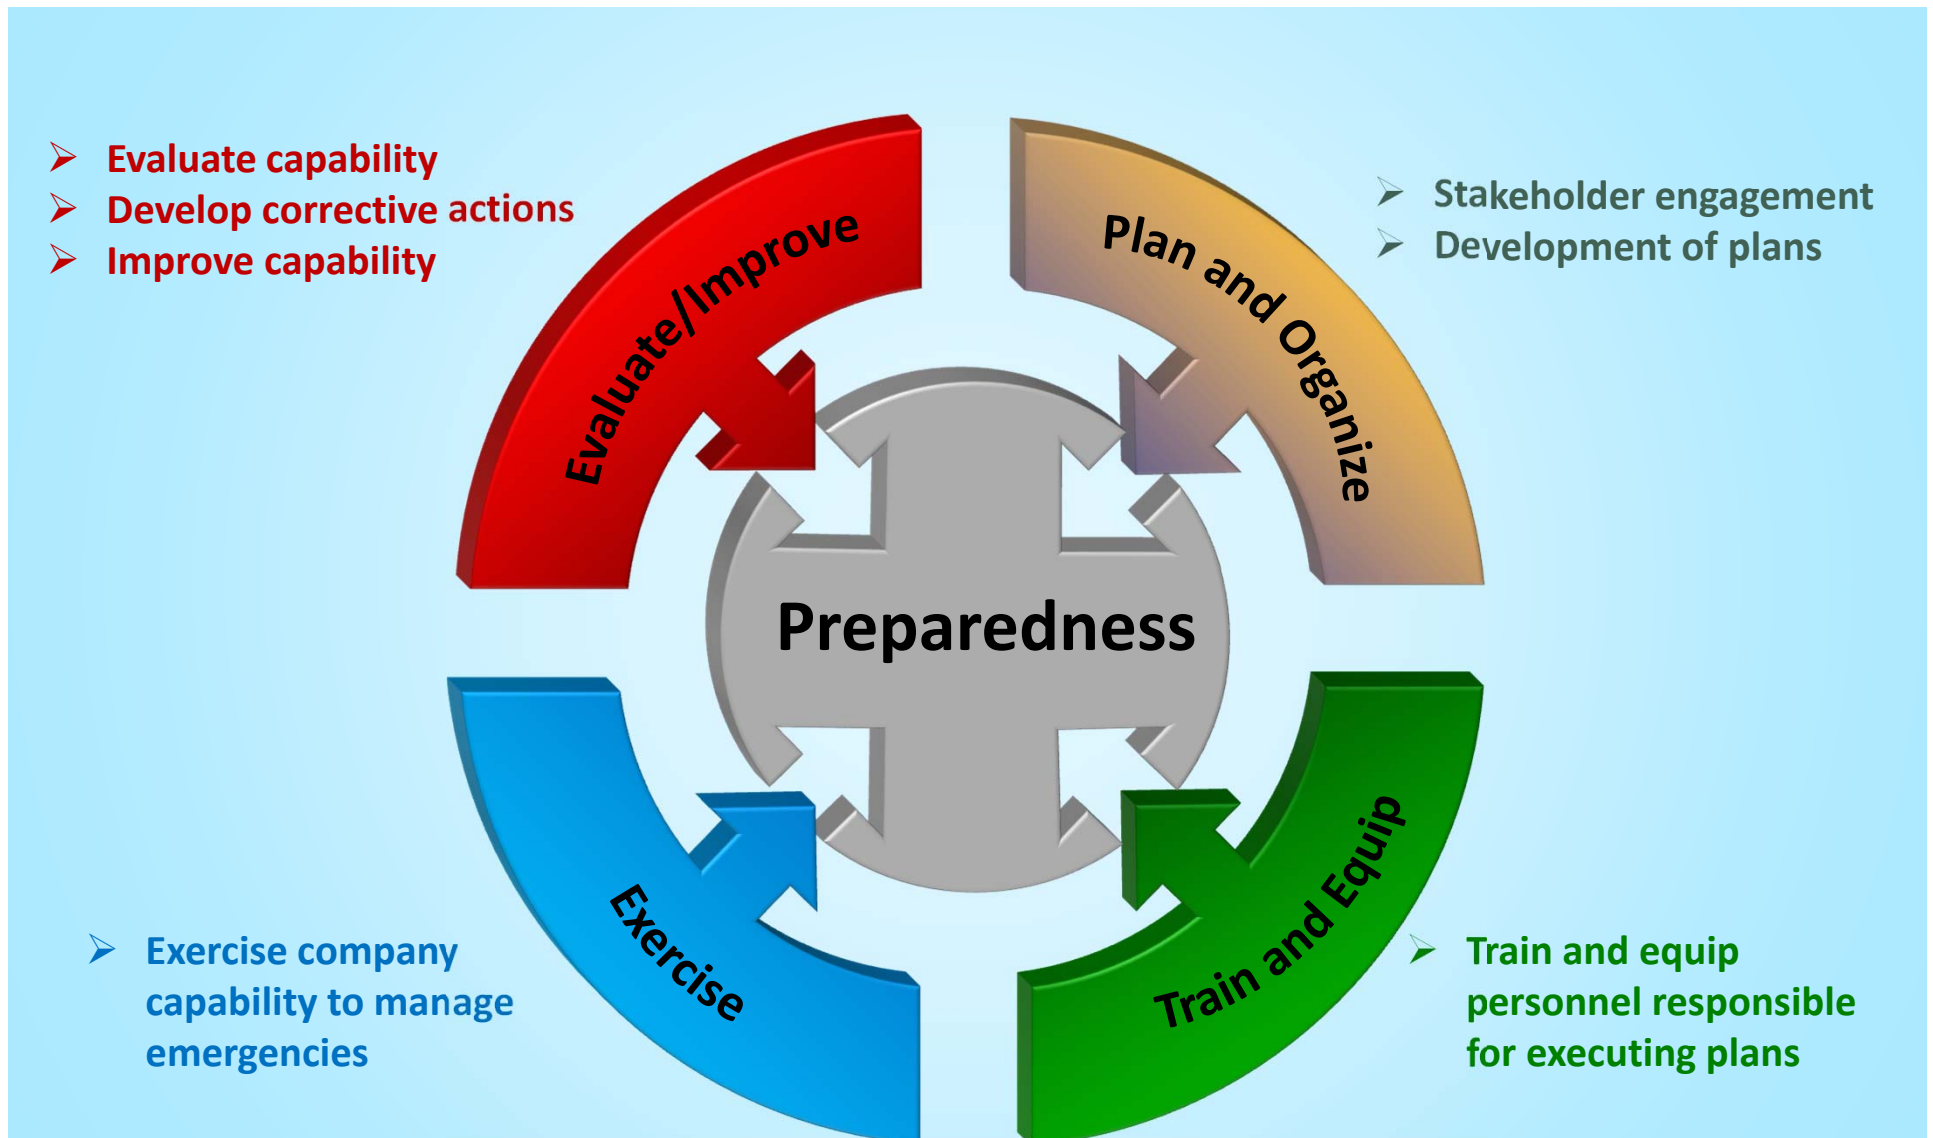 Evaluate capability
Develop corrective actions
Improve capability
Evaluate/Improve
Plan and Organize
Stakeholder engagement
Development of plans
Preparedness
Exercise
Exercise company
capability to manage
emergencies
Train and Equip
Train and equip
personnel responsible
for executing plans